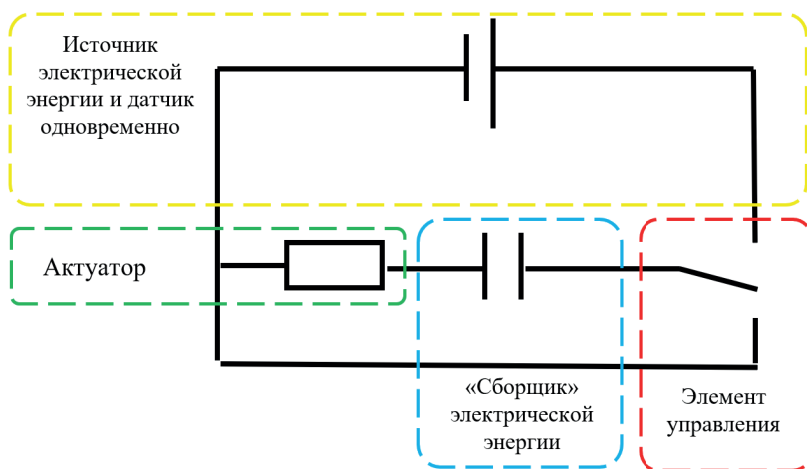 Источник
электрической
энергии и датчик
одновременно
Актуатор
«Сборщик»
электрической
энергии
Элемент
управления